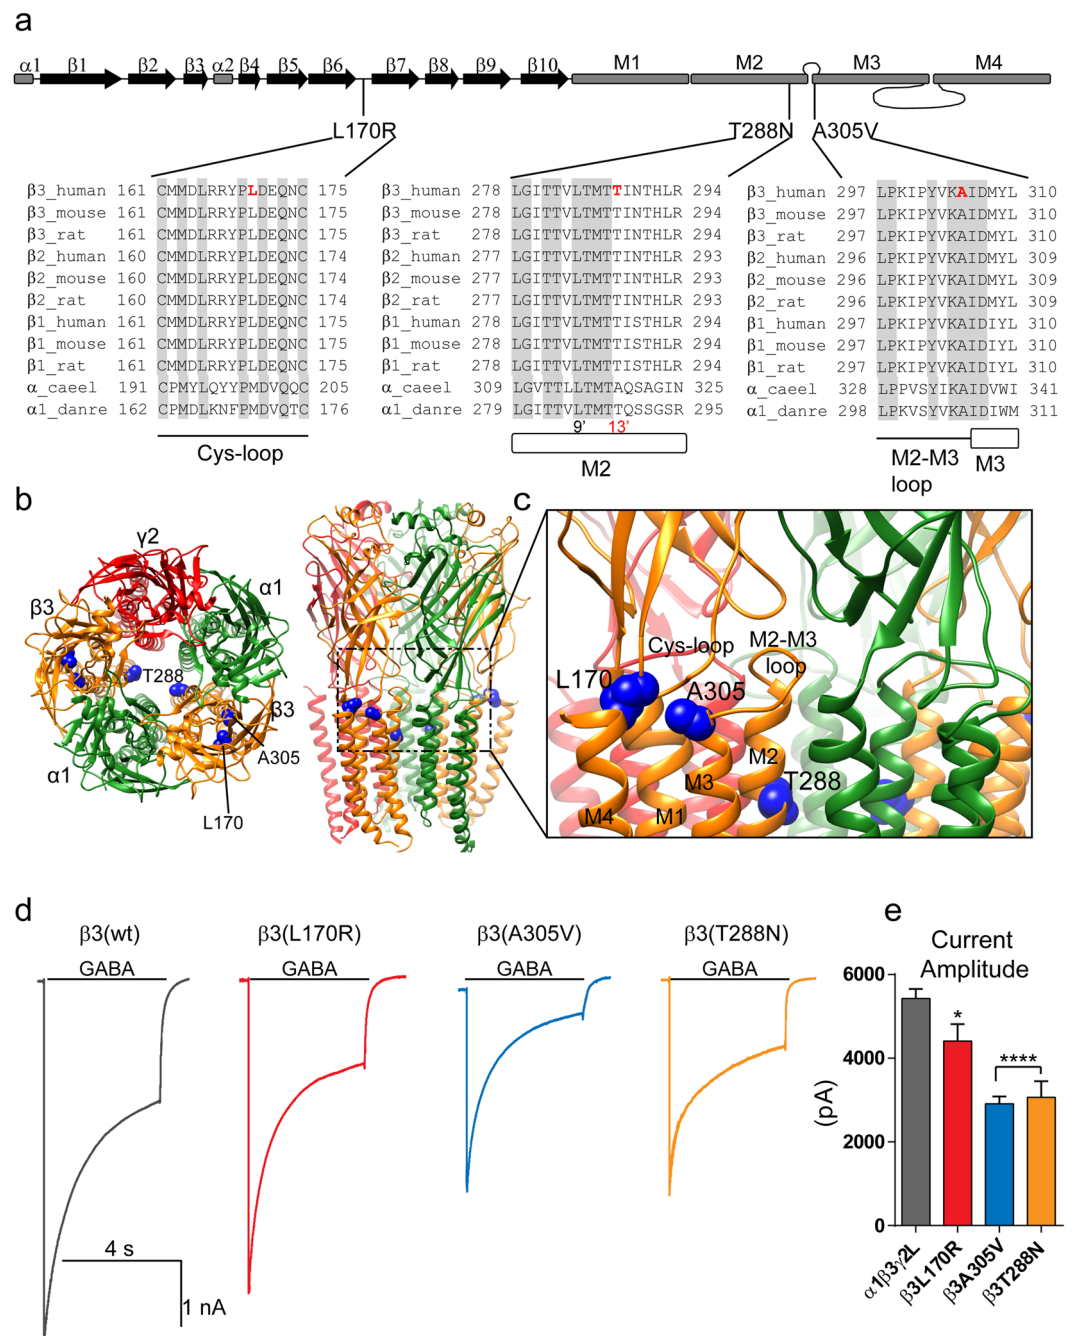 a
α1 β1 β2 β3 α2 β4 β5 β6 β7 β8 β9 β10 M1 M2 M3 M4
L170R T288N A305V
β3_human 161 CMMDLRRYPLDEQNC 175
β3_mouse 161 CMMDLRRYPLDEQNC 175
β3_rat 161 CMMDLRRYPLDEQNC 175
β2_human 160 CMMDLRRYPLDEQNC 174
β2_mouse 160 CMMDLRRYPLDEQNC 174
β2_rat 160 CMMDLRRYPLDEQNC 174
β1_human 161 CMMDLRRYPLDEQNC 175
β1_mouse 161 CMMDLRRYPLDEQNC 175
β1_rat 161 CMMDLRRYPLDEQNC 175
α_caeel 191 CPMYLQYYPMDVQQC 205
α1_danre 162 CPMDLKNFPMDVQTC 176
Cys-loop
β3_human 278 LGITTVLTMTTINTHLR 294
β3_mouse 278 LGITTVLTMTTINTHLR 294
β3_rat 278 LGITTVLTMTTINTHLR 294
β2_human 277 LGITTVLTMTTINTHLR 293
β2_mouse 277 LGITTVLTMTTINTHLR 293
β2_rat 277 LGITTVLTMTTINTHLR 293
β1_human 278 LGITTVLTMTTISTHLR 294
β1_mouse 278 LGITTVLTMTTISTHLR 294
β1_rat 278 LGITTVLTMTTISTHLR 294
α_caeel 309 LGVTTLLTMTAQSAGIN 325
α1_danre 279 LGITTVLTMTTQSSGSR 295
9' 13'
M2
β3_human 297 LPKIPYVKAIDMYL 310
β3_mouse 297 LPKIPYVKAIDMYL 310
β3_rat 297 LPKIPYVKAIDMYL 310
β2_human 296 LPKIPYVKAIDMYL 309
β2_mouse 296 LPKIPYVKAIDMYL 309
β2_rat 296 LPKIPYVKAIDMYL 309
β1_human 297 LPKIPYVKAIDIYL 310
β1_mouse 297 LPKIPYVKAIDIYL 310
β1_rat 297 LPKIPYVKAIDIYL 310
α_caeel 328 LPPVSYIKAIDVWI 341
α1_danre 298 LPKVSYVKAIDIWM 311
M2-M3 M3
loop
b
γ2
α1
β3
T288
β3
A305
α1
L170
c
Cys-loop
M2-M3
loop
L170
A305
M2
T288
M3
M4 M1
d
β3(wt) β3(L170R) β3(A305V) β3(T288N)
GABA GABA GABA GABA
4 s
1 nA
e
Current
Amplitude
6000
4000
2000
0
(pA)
*
****
α1β3γ2L
β3L170R
β3A305V
β3T288N